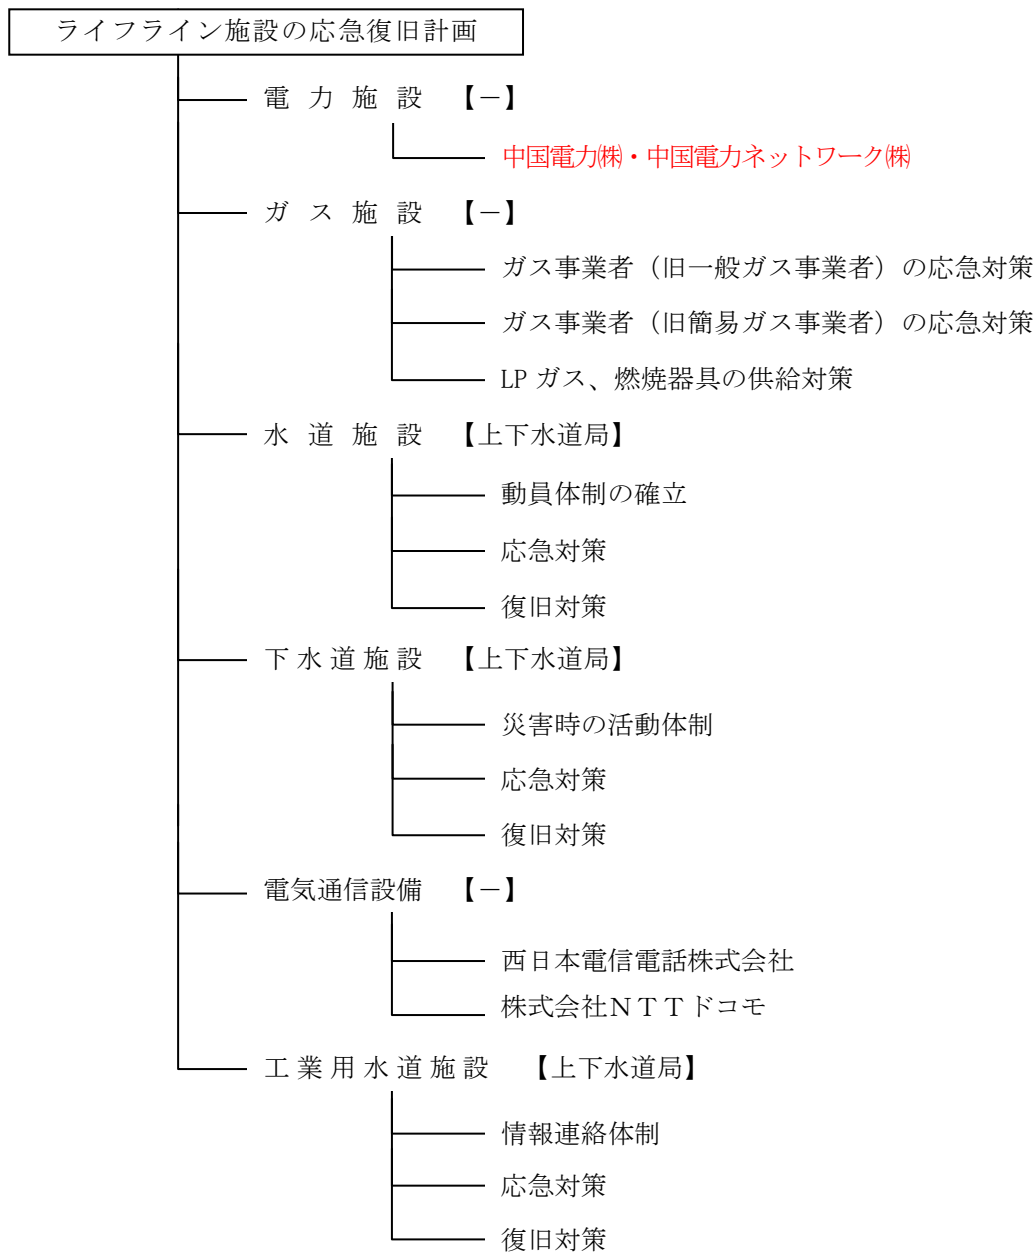 ライフライン施設の応急復旧計画
電力施設 【－】
中国電力㈱・中国電力ネットワーク㈱
ガス施設 【－】
ガス事業者（旧一般ガス事業者）の応急対策
ガス事業者（旧簡易ガス事業者）の応急対策
LPガス、燃焼器具の供給対策
水道施設 【上下水道局】
動員体制の確立
応急対策
復旧対策
下水道施設 【上下水道局】
災害時の活動体制
応急対策
復旧対策
電気通信設備 【－】
西日本電信電話株式会社
株式会社ＮＴＴドコモ
工業用水道施設 【上下水道局】
情報連絡体制
応急対策
復旧対策